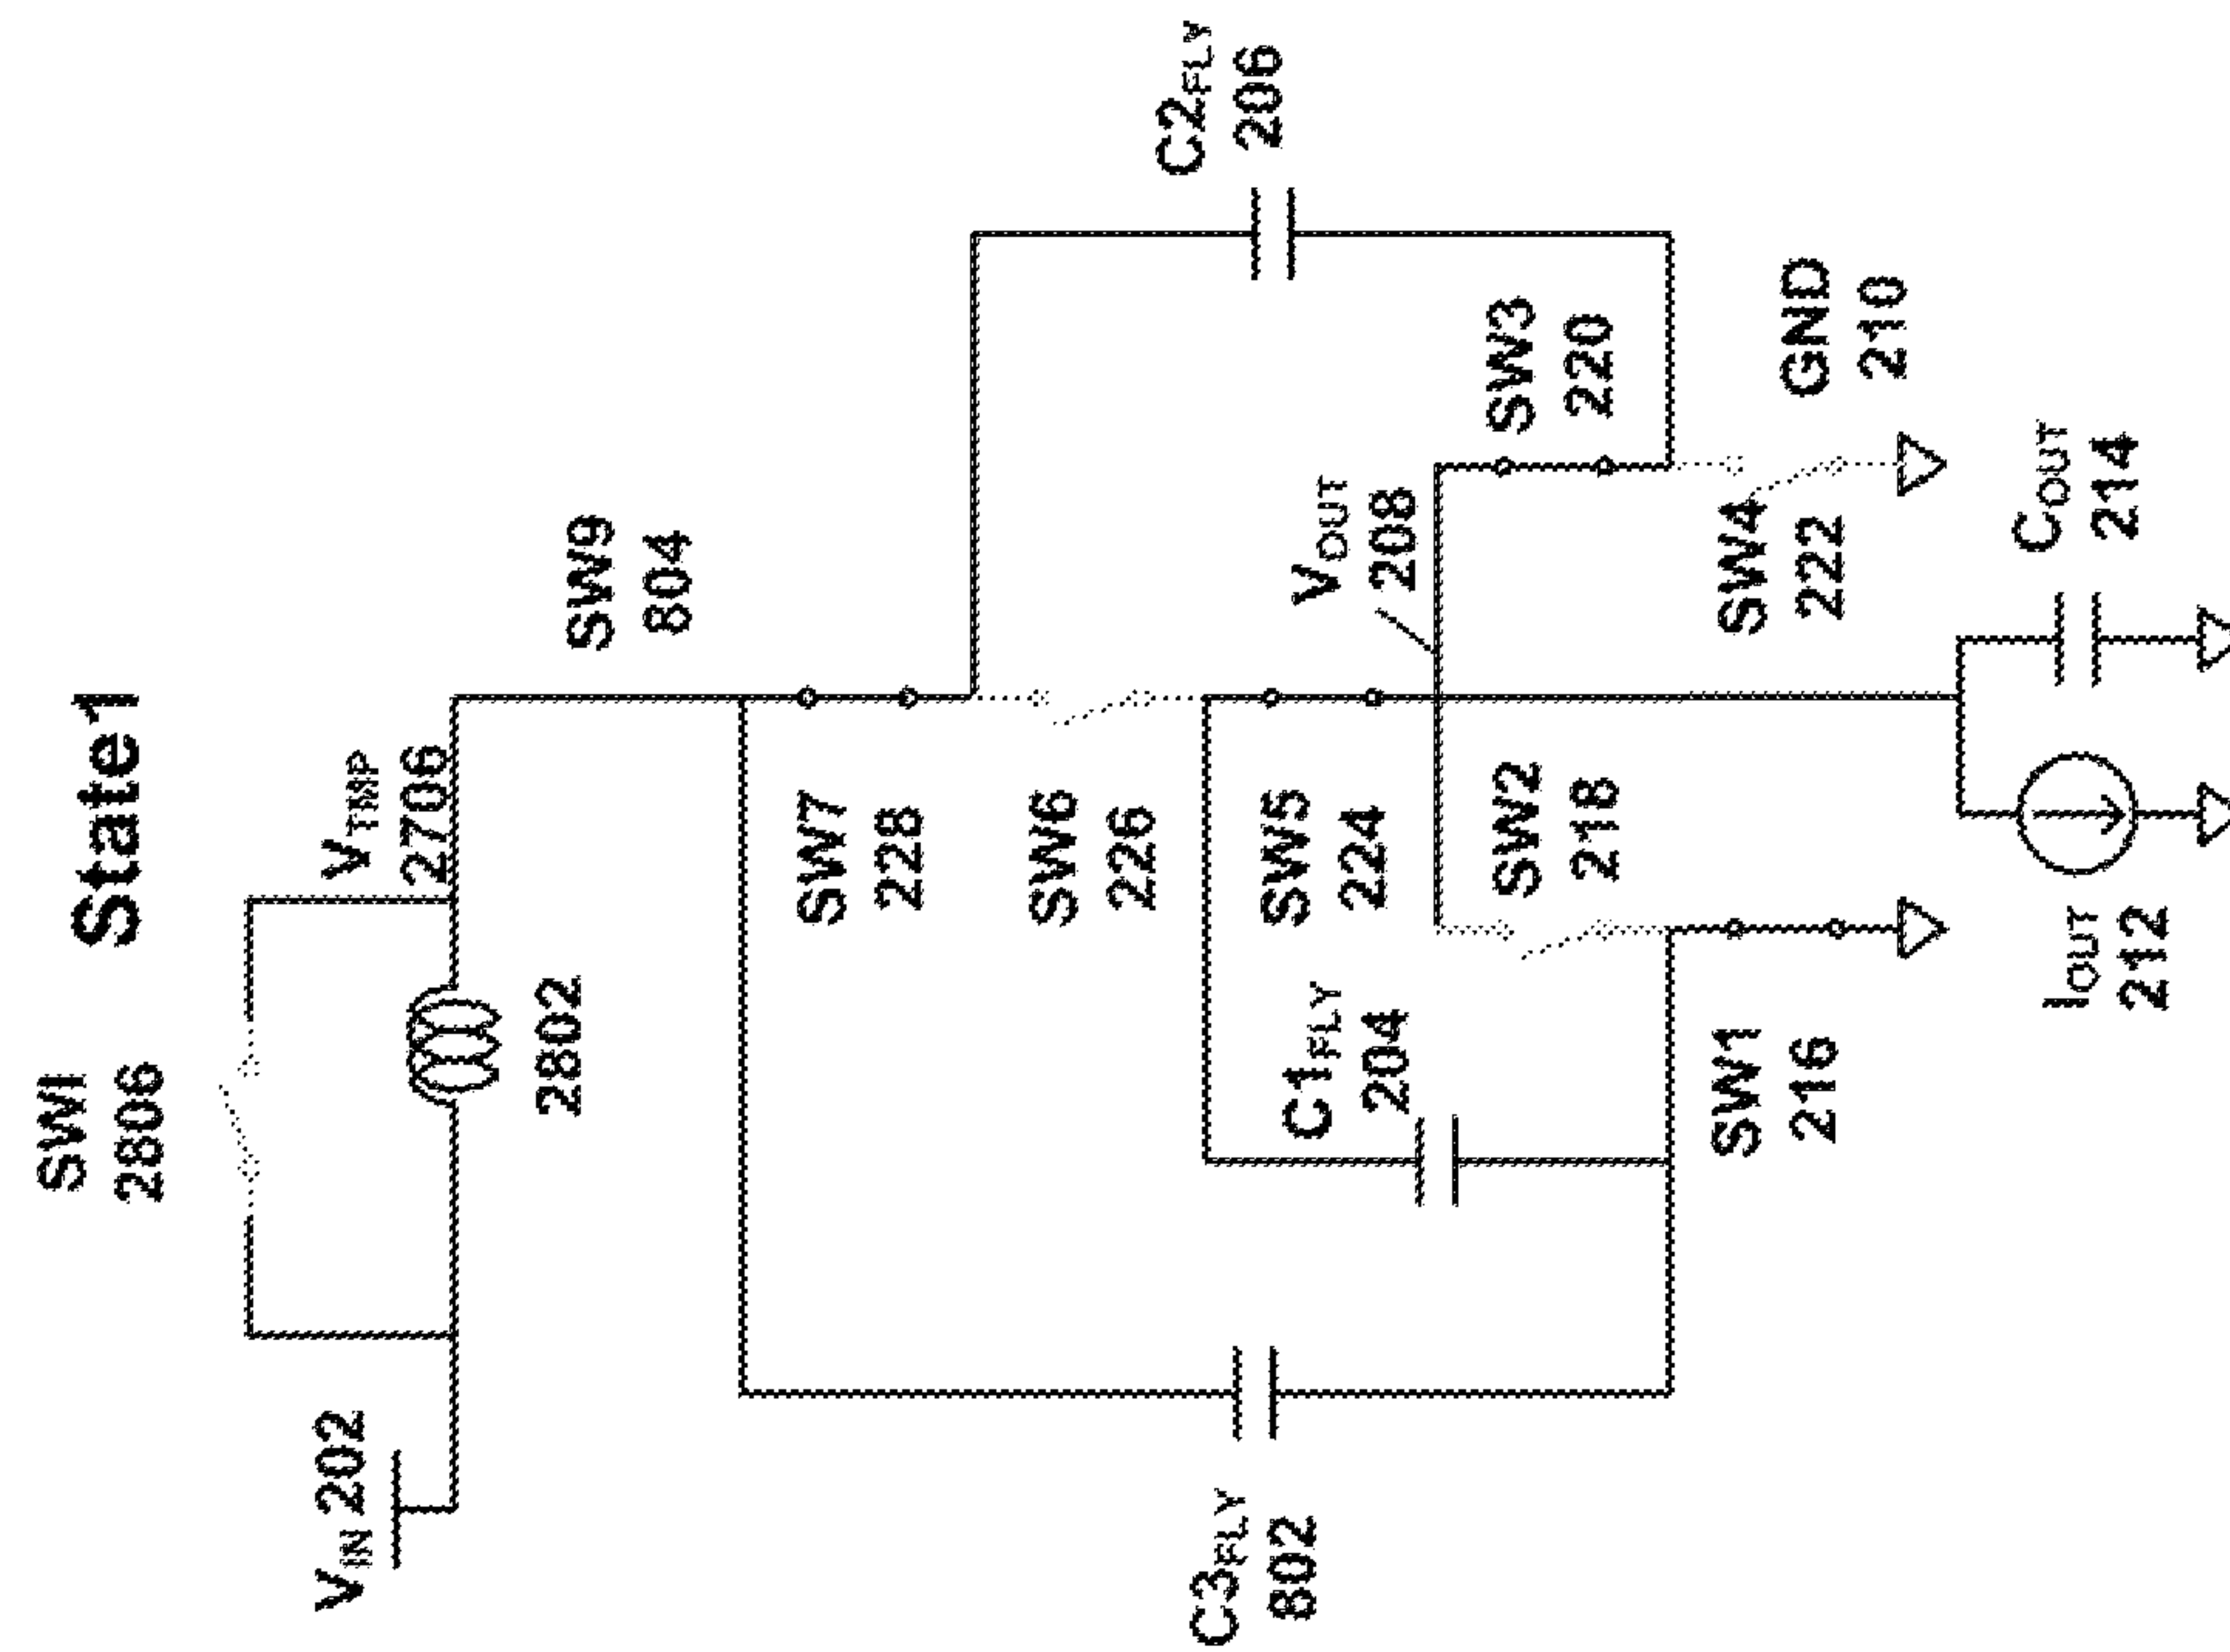 State1
SWI
2806
V_TMP
2706
V_IN 202
2802
SW9
804
SW7
228
SW6
226
SW5
224
C3_FLY
802
C1_FLY
204
C2_FLY
206
V_OUT
208
SW2
218
SW3
220
SW1
216
SW4
222
GND
210
I_OUT
212
C_OUT
214